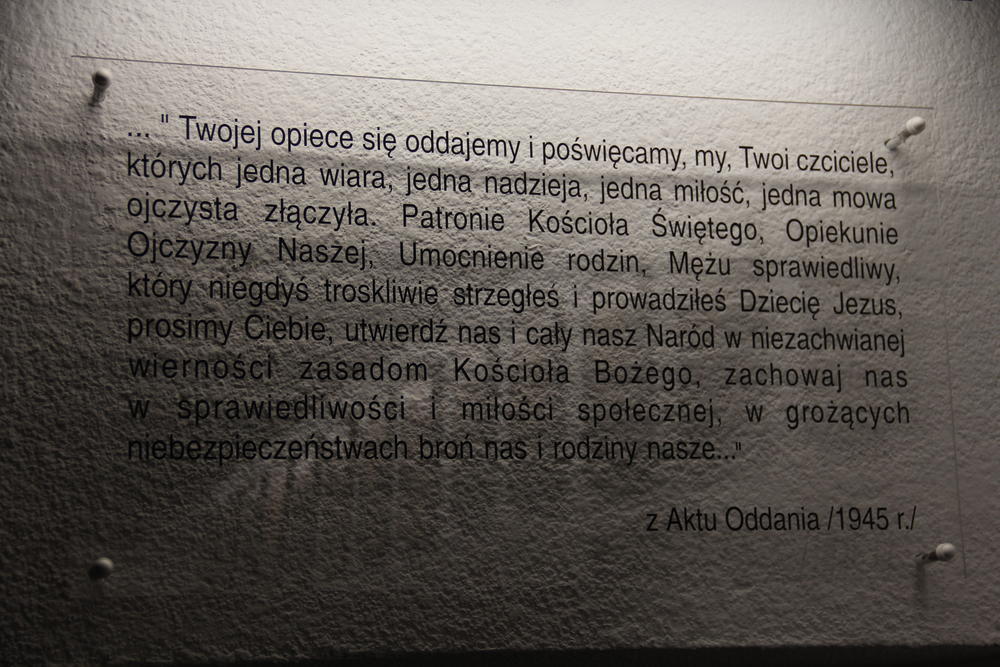 ... " Twojej opiece się oddajemy i poświęcamy, my, Twoi czciciele,
których jedna wiara, jedna nadzieja, jedna miłość, jedna mowa
ojczysta złączyła. Patronie Kościoła Świętego, Opiekunie
Ojczyzny Naszej, Umocnienie rodzin, Mężu sprawiedliwy,
który niegdyś troskliwie strzegłeś i prowadziłeś Dziecię Jezus,
prosimy Ciebie, utwierdź nas i cały nasz Naród w niezachwianej
wierności zasadom Kościoła Bożego, zachowaj nas
w sprawiedliwości i miłości społecznej, w grożących
niebezpieczeństwach broń nas i rodziny nasze..."
z Aktu Oddania /1945 r./